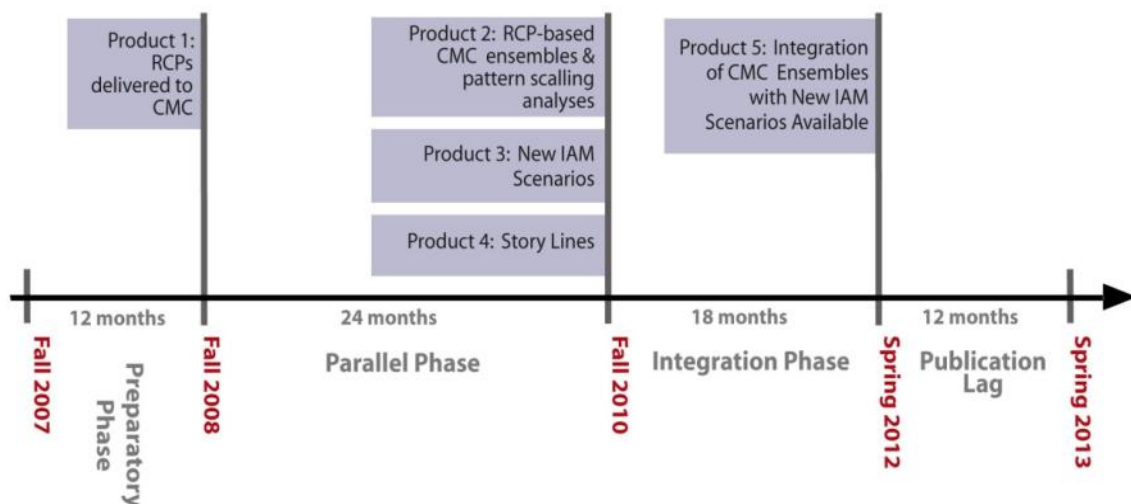 Product 1:
RCPs
delivered to
CMC
Product 2: RCP-based
CMC ensembles &
pattern scalling
analyses
Product 3: New IAM
Scenarios
Product 4: Story Lines
Product 5: Integration
of CMC Ensembles
with New IAM
Scenarios Available
12 months
24 months
18 months
12 months
Fall 2007
Preparatory
Phase
Fall 2008
Parallel Phase
Fall 2010
Integration Phase
Spring 2012
Publication
Lag
Spring 2013